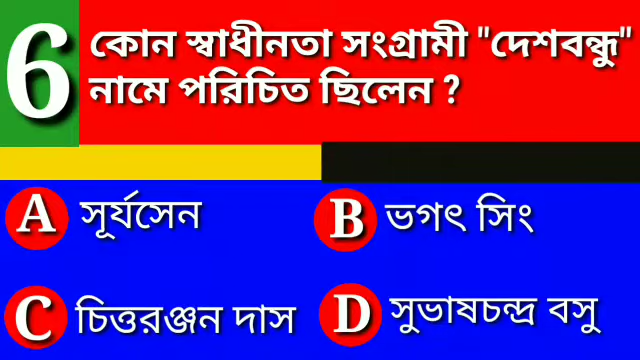 6
কোন স্বাধীনতা সংগ্রামী "দেশবন্ধু"
নামে পরিচিত ছিলেন ?
A সূর্যসেন
B ভগৎ সিং
C চিত্তরঞ্জন দাস
D সুভাষচন্দ্র বসু